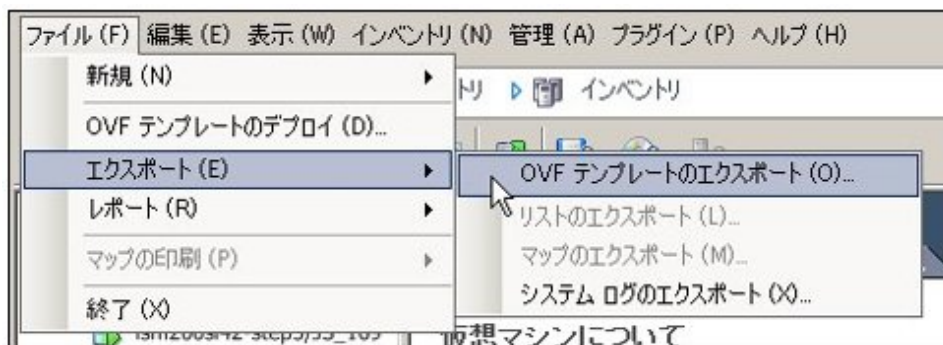 ファイル (F) 編集 (E) 表示 (W) インベントリ (N) 管理 (A) プラグイン (P) ヘルプ (H)
新規 (N)
トリ インベントリ
OVF テンプレートのデプロイ (D)...
エクスポート (E)
OVF テンプレートのエクスポート (O)...
レポート (R)
リストのエクスポート (L)...
マップの印刷 (P)
マップのエクスポート (M)...
終了 (X)
システム ログのエクスポート (X)...
仮想マシンについて